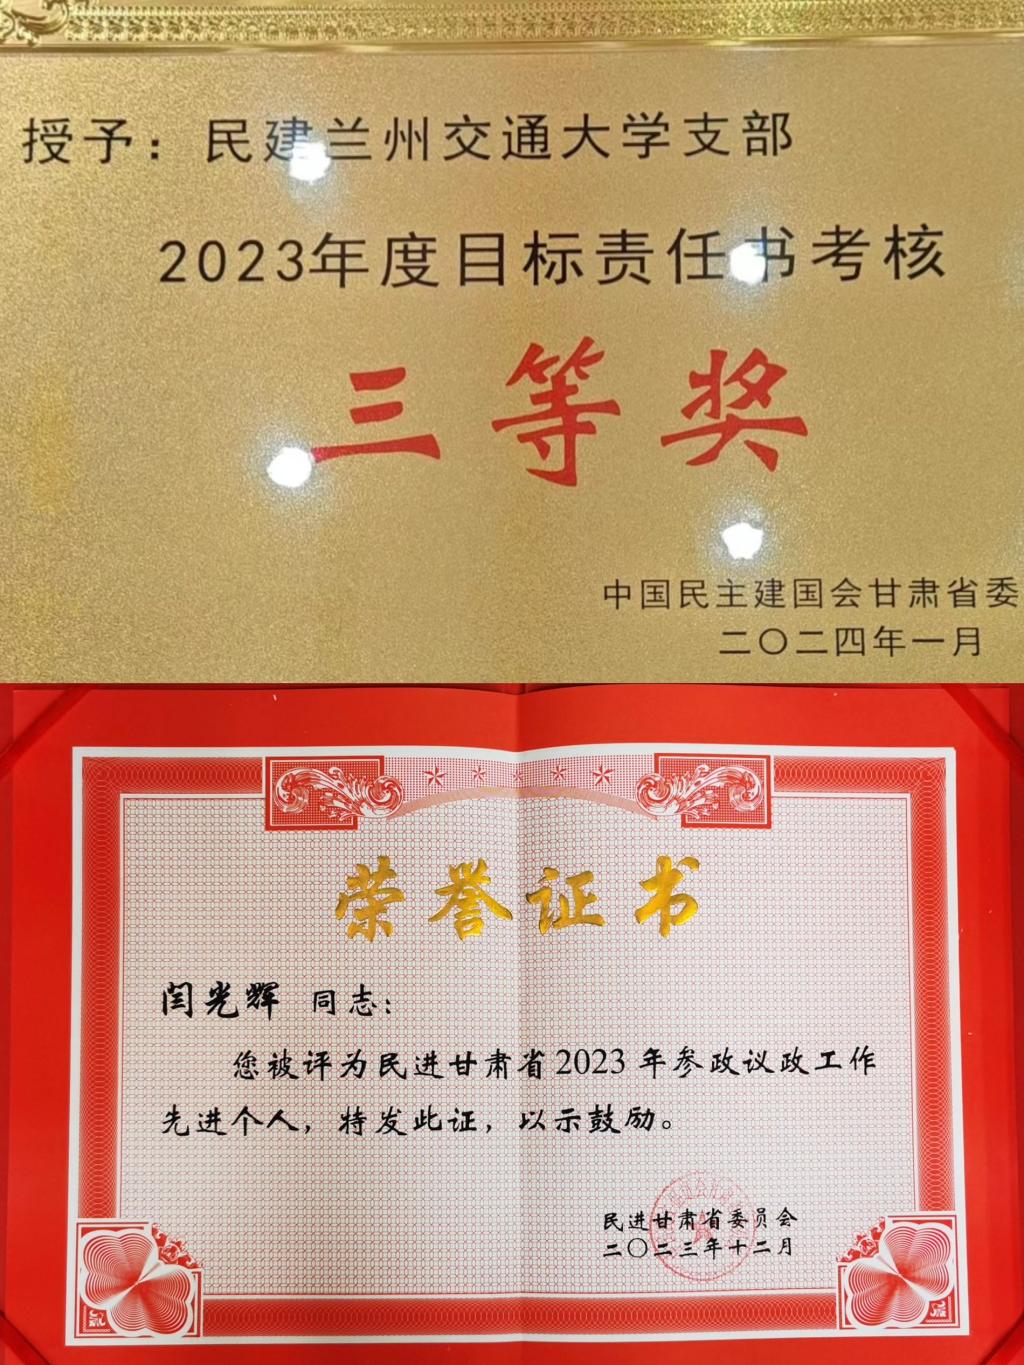 授予：民建兰州交通大学支部
2023年度目标责任书考核
三等奖
中国民主建国会甘肃省委
二〇二四年一月
荣誉证书
闫光辉 同志：
您被评为民进甘肃省2023年参政议政工作
先进个人，特发此证，以示鼓励。
民进甘肃省委员会
二〇二三年十二月